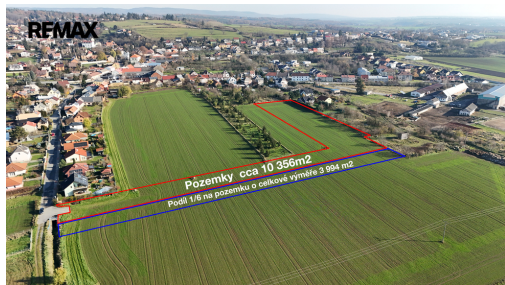 RE/MAX
Pozemky cca 10 356m2
Podíl 1/6 na pozemku o celkové výměře 3 994 m2